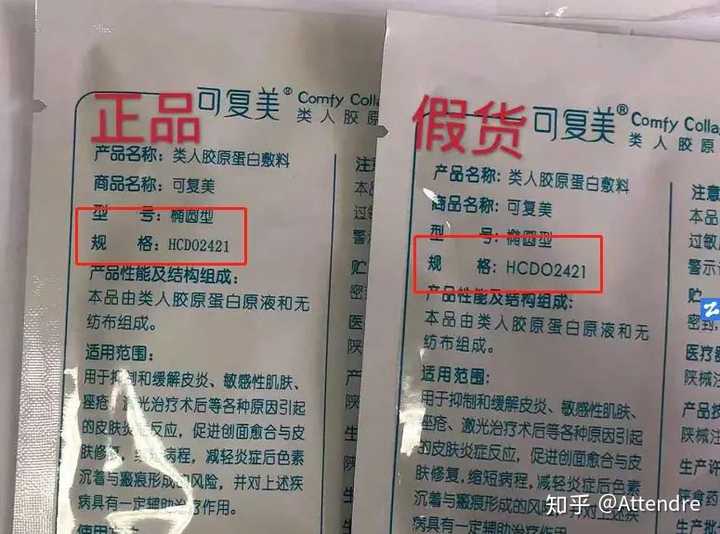 正品
可复美® Comfy Colla
类人胶原
产品名称：类人胶原蛋白敷料
商品名称：可复美
型 号：椭圆型
规 格：HCDO2421
产品性能及结构组成：
本品由类人胶原蛋白原液和无
纺布组成。
适用范围：
用于抑制和缓解皮炎、敏感性肌肤、
痤疮、激光治疗术后等各种原因引起
的皮肤炎症反应，促进创面愈合与皮
肤修复，缩短病程，减轻炎症后色素
沉着与瘢痕形成的风险，并对上述疾
病具有一定辅助治疗作用。
注意
本品
过敏
警示
贮
密
医
陕
产
陕
生
假货
可复美® Comfy Colla
类人胶原
产品名称：类人胶原蛋白敷料
商品名称：可复美
型 号：椭圆型
规 格：HCDO2421
产品性能及结构组成：
本品由类人胶原蛋白原液和无
纺布组成。
适用范围：
用于抑制和缓解皮炎、敏感性肌肤、
痤疮、激光治疗术后等各种原因引起
的皮肤炎症反应，促进创面愈合与皮
肤修复，缩短病程，减轻炎症后色素
沉着与瘢痕形成的风险，并对上述疾
病具有一定辅助治疗作用。
注意
本品
过敏
警示
贮
密封
医疗
陕械
产品
陕械注
生产许
生产
知乎 @Attendre